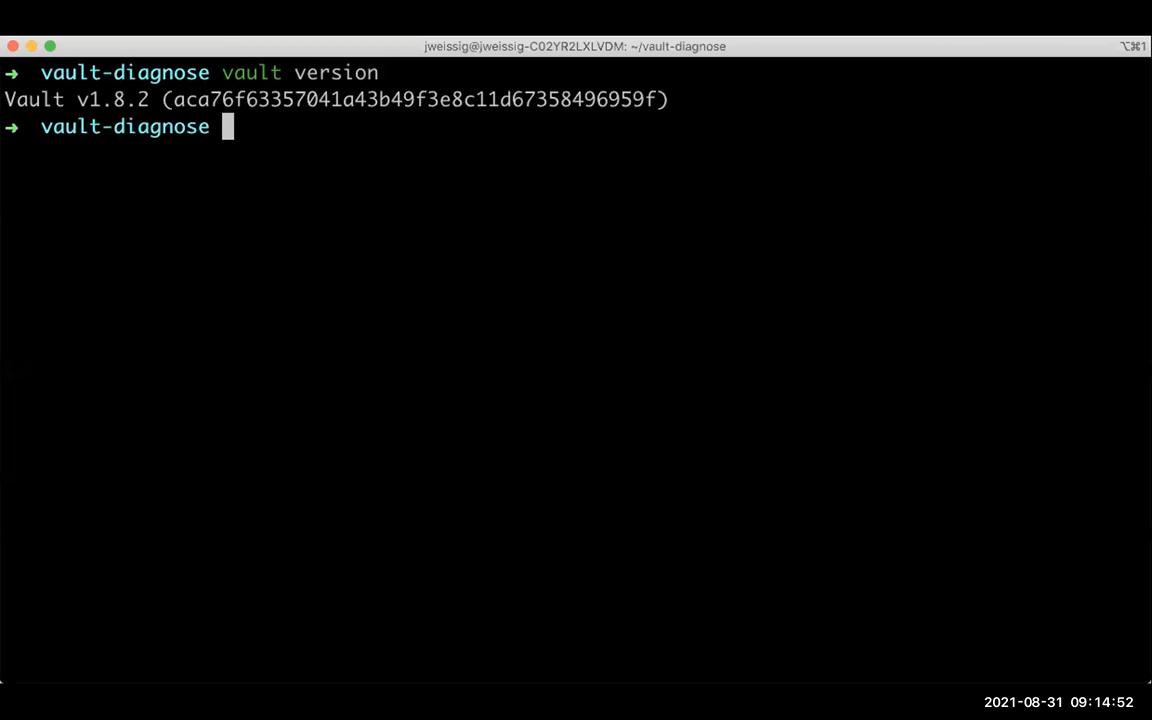 jweissig@jweissig-C02YR2LXLVDM: ~/vault-diagnose
⌥⌘1
➜ vault-diagnose vault version
Vault v1.8.2 (aca76f63357041a43b49f3e8c11d67358496959f)
➜ vault-diagnose
2021-08-31 09:14:52